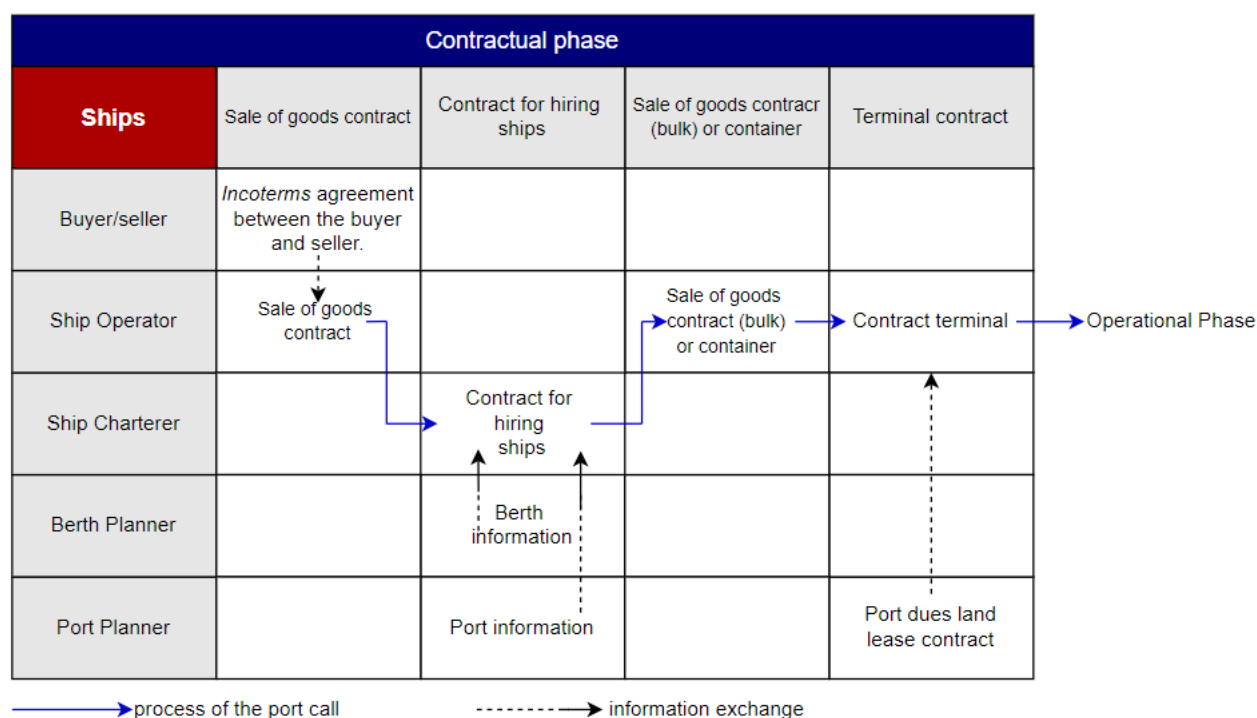 Contractual phase
Ships
Sale of goods contract
Contract for hiring
ships
Sale of goods contracr
(bulk) or container
Terminal contract
Buyer/seller
Incoterms agreement
between the buyer
and seller.
Ship Operator
Sale of goods
contract
Sale of goods
contract (bulk)
or container
Contract terminal
Operational Phase
Ship Charterer
Contract for
hiring
ships
Berth Planner
Berth
information
Port Planner
Port information
Port dues land
lease contract
process of the port call
information exchange